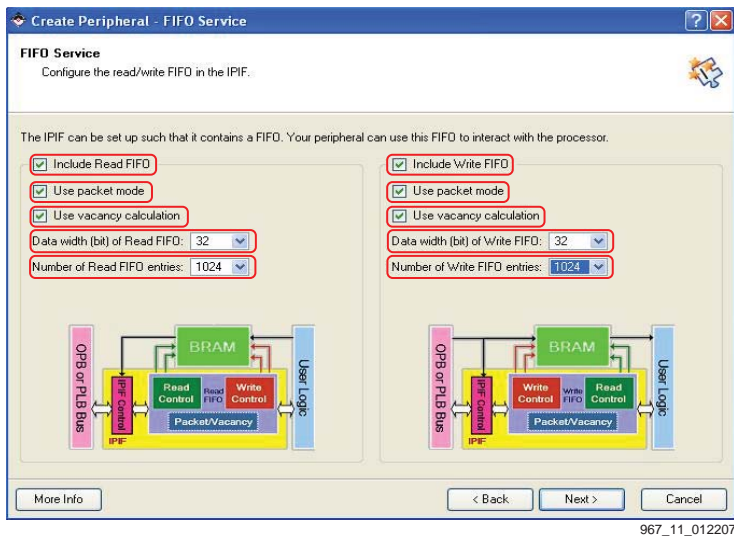 Create Peripheral - FIFO Service
FIFO Service
Configure the read/write FIFO in the IPIF.
The IPIF can be set up such that it contains a FIFO. Your peripheral can use this FIFO to interact with the processor.
Include Read FIFO
Use packet mode
Use vacancy calculation
Data width (bit) of Read FIFO: 32
Number of Read FIFO entries: 1024
OPB or PLB Bus
IPIF Control
BRAM
Read Control
Read FIFO
Write Control
Packet/Vacancy
IPIF
User Logic
Include Write FIFO
Use packet mode
Use vacancy calculation
Data width (bit) of Write FIFO: 32
Number of Write FIFO entries: 1024
OPB or PLB Bus
IPIF Control
BRAM
Write Control
Write FIFO
Read Control
Packet/Vacancy
IPIF
User Logic
More Info
< Back
Next >
Cancel
967_11_012207